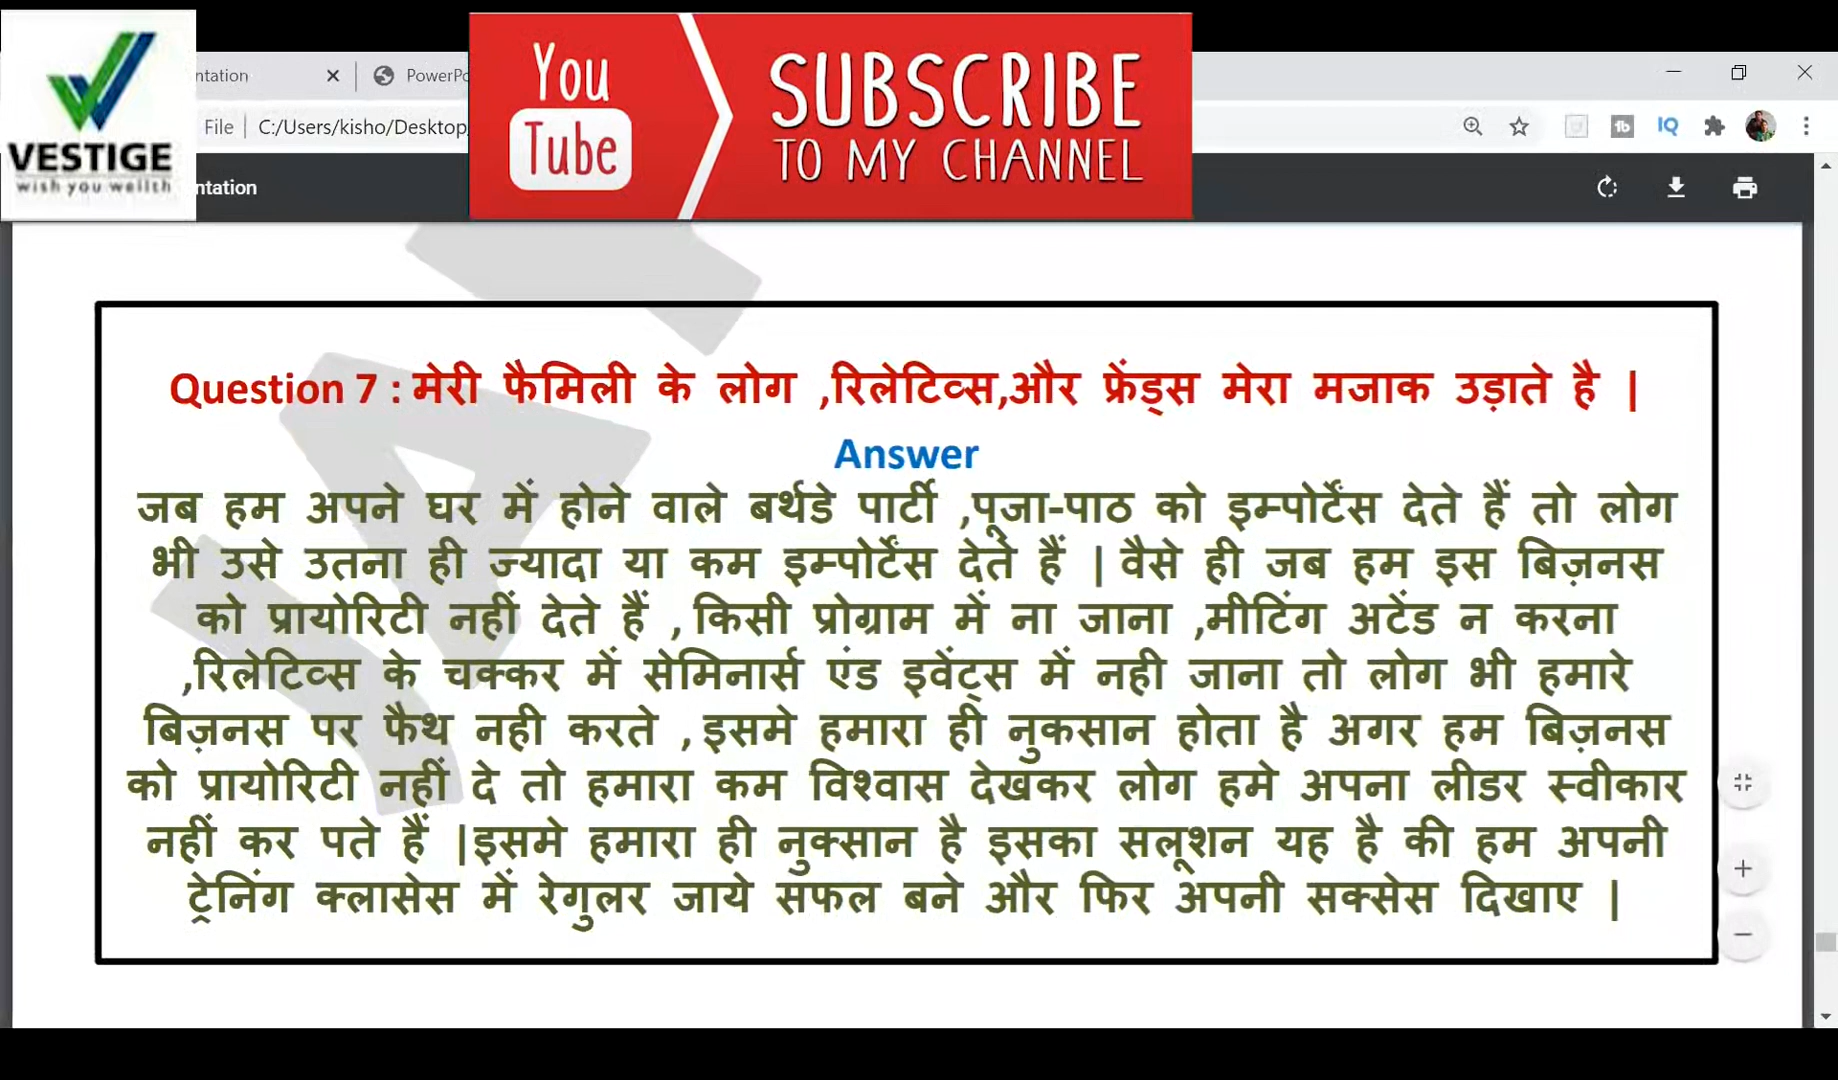 VESTIGE
wish you wellth
ntation
PowerPo
File
C:/Users/kisho/Desktop
ntation
You
Tube
SUBSCRIBE
TO MY CHANNEL
Question 7 : मेरी फैमिली के लोग ,रिलेटिव्स,और फ्रेंड्स मेरा मजाक उड़ाते है |
Answer
जब हम अपने घर में होने वाले बर्थडे पार्टी ,पूजा-पाठ को इम्पोर्टेंस देते हैं तो लोग
भी उसे उतना ही ज्यादा या कम इम्पोर्टेंस देते हैं | वैसे ही जब हम इस बिज़नस
को प्रायोरिटी नहीं देते हैं , किसी प्रोग्राम में ना जाना ,मीटिंग अटेंड न करना
,रिलेटिव्स के चक्कर में सेमिनार्स एंड इवेंट्स में नही जाना तो लोग भी हमारे
बिज़नस पर फैथ नही करते , इसमे हमारा ही नुकसान होता है अगर हम बिज़नस
को प्रायोरिटी नहीं दे तो हमारा कम विश्वास देखकर लोग हमे अपना लीडर स्वीकार
नहीं कर पते हैं |इसमे हमारा ही नुक्सान है इसका सलूशन यह है की हम अपनी
ट्रेनिंग क्लासेस में रेगुलर जाये सफल बने और फिर अपनी सक्सेस दिखाए |